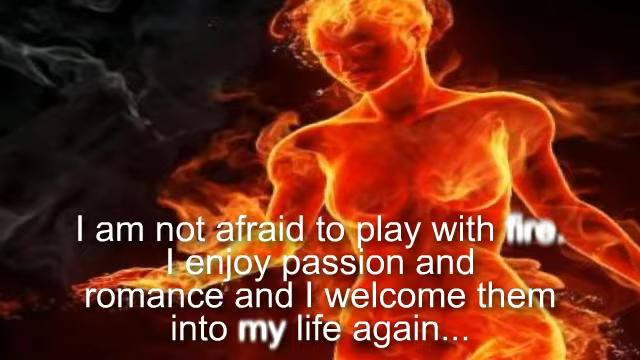 I am not afraid to play with fire.
I enjoy passion and
romance and I welcome them
into my life again...